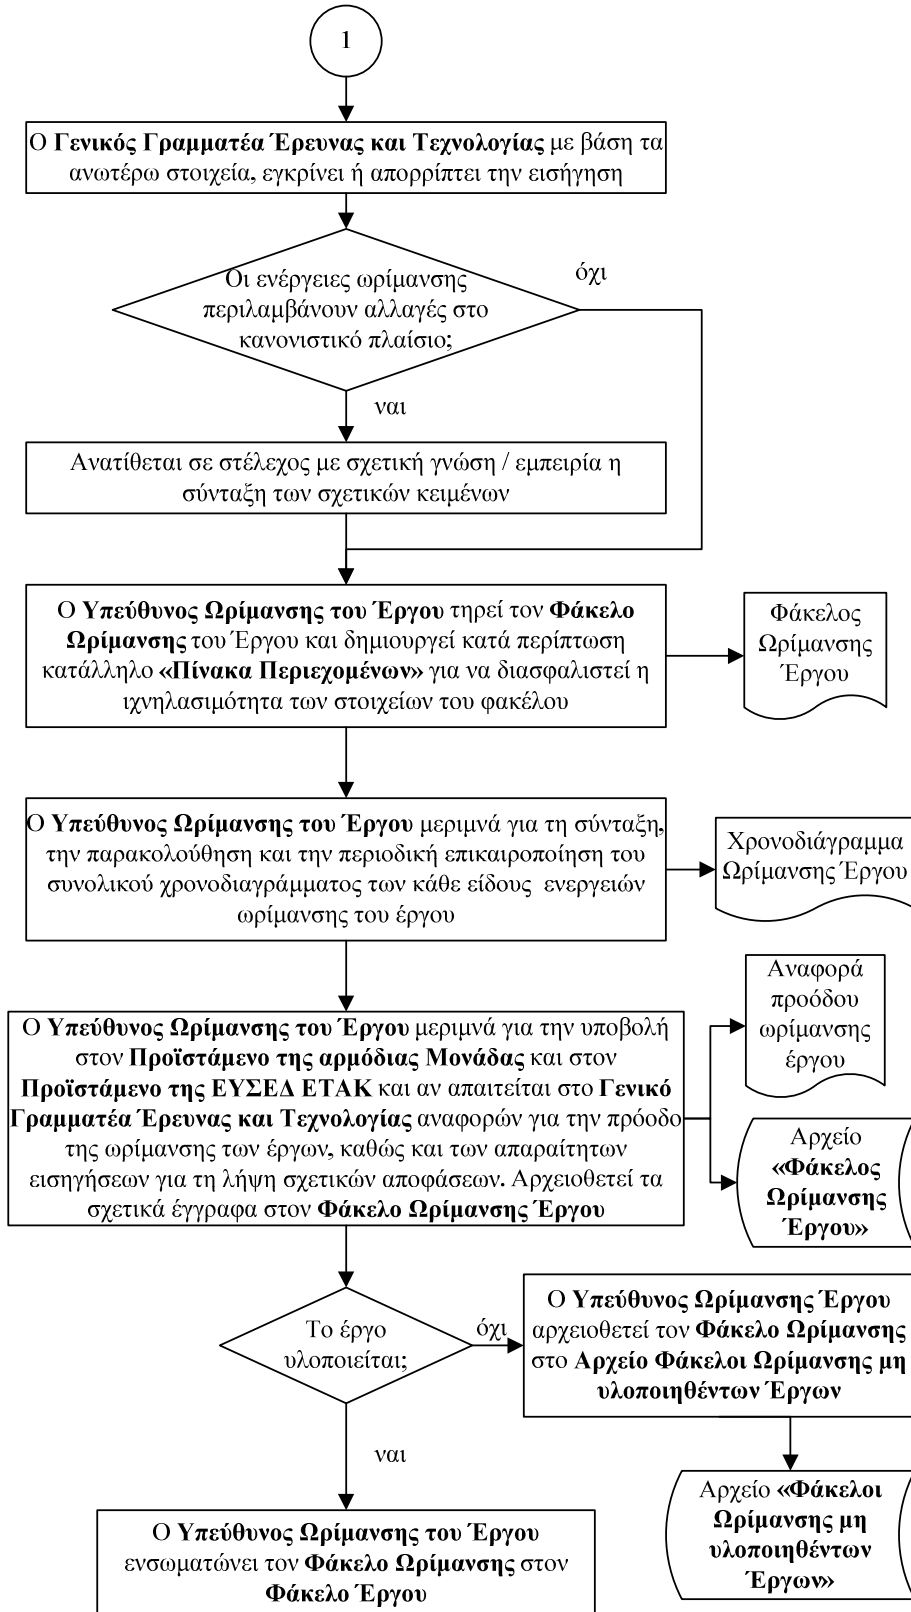 1
Ο Γενικός Γραμματέα Έρευνας και Τεχνολογίας με βάση τα
ανωτέρω στοιχεία, εγκρίνει ή απορρίπτει την εισήγηση
Οι ενέργειες ωρίμανσης
περιλαμβάνουν αλλαγές στο
κανονιστικό πλαίσιο;
όχι
ναι
Ανατίθεται σε στέλεχος με σχετική γνώση / εμπειρία η
σύνταξη των σχετικών κειμένων
Ο Υπεύθυνος Ωρίμανσης του Έργου τηρεί τον Φάκελο
Ωρίμανσης του Έργου και δημιουργεί κατά περίπτωση
κατάλληλο «Πίνακα Περιεχομένων» για να διασφαλιστεί η
ιχνηλασιμότητα των στοιχείων του φακέλου
Φάκελος
Ωρίμανσης
Έργου
Ο Υπεύθυνος Ωρίμανσης του Έργου μεριμνά για τη σύνταξη,
την παρακολούθηση και την περιοδική επικαιροποίηση του
συνολικού χρονοδιαγράμματος των κάθε είδους ενεργειών
ωρίμανσης του έργου
Χρονοδιάγραμμα
Ωρίμανσης Έργου
Ο Υπεύθυνος Ωρίμανσης του Έργου μεριμνά για την υποβολή
στον Προϊστάμενο της αρμόδιας Μονάδας και στον
Προϊστάμενο της ΕΥΣΕΔ ΕΤΑΚ και αν απαιτείται στο Γενικό
Γραμματέα Έρευνας και Τεχνολογίας αναφορών για την πρόοδο
της ωρίμανσης των έργων, καθώς και των απαραίτητων
εισηγήσεων για τη λήψη σχετικών αποφάσεων. Αρχειοθετεί τα
σχετικά έγγραφα στον Φάκελο Ωρίμανσης Έργου
Αναφορά
προόδου
ωρίμανσης
έργου
Αρχείο
«Φάκελος
Ωρίμανσης
Έργου»
Το έργο
υλοποιείται;
όχι
Ο Υπεύθυνος Ωρίμανσης Έργου
αρχειοθετεί τον Φάκελο Ωρίμανσης
στο Αρχείο Φάκελοι Ωρίμανσης μη
υλοποιηθέντων Έργων
ναι
Αρχείο «Φάκελοι
Ωρίμανσης μη
υλοποιηθέντων
Έργων»
Ο Υπεύθυνος Ωρίμανσης του Έργου
ενσωματώνει τον Φάκελο Ωρίμανσης στον
Φάκελο Έργου